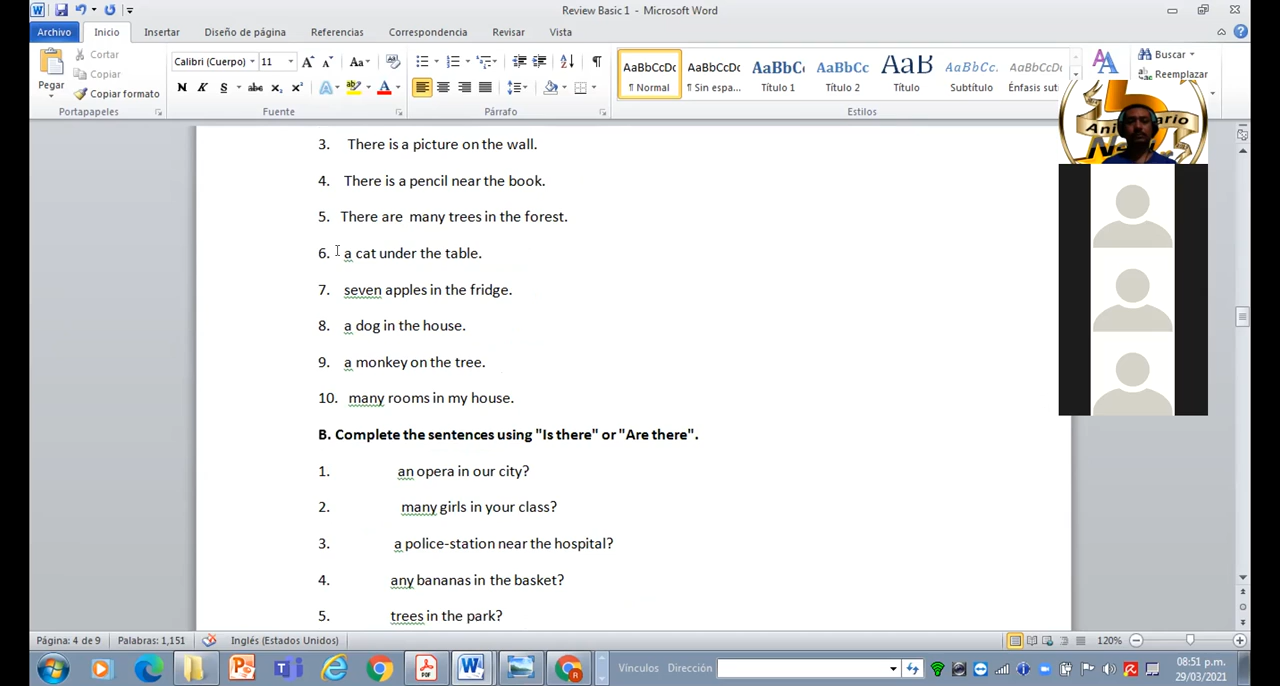 Review Basic 1 - Microsoft Word
Archivo Inicio Insertar Diseño de página Referencias Correspondencia Revisar Vista
Pegar
Cortar
Copiar
Copiar formato
Portapapeles
Calibri (Cuerpo) 11
N K S abc x₂ x²
Fuente
Párrafo
AaBbCcDc AaBbCcDc AaBbCc AaBbCc AaB AaBbCc. AaBbCcDc
¶ Normal ¶ Sin espa... Título 1 Título 2 Título Subtítulo Énfasis sut
Estilos
Buscar
Reemplazar
3. There is a picture on the wall.
4. There is a pencil near the book.
5. There are many trees in the forest.
6. a cat under the table.
7. seven apples in the fridge.
8. a dog in the house.
9. a monkey on the tree.
10. many rooms in my house.
B. Complete the sentences using "Is there" or "Are there".
1. an opera in our city?
2. many girls in your class?
3. a police-station near the hospital?
4. any bananas in the basket?
5. trees in the park?
Página: 4 de 9 Palabras: 1,151 Inglés (Estados Unidos) 120%
Vínculos Dirección
08:51 p.m.
29/03/2021